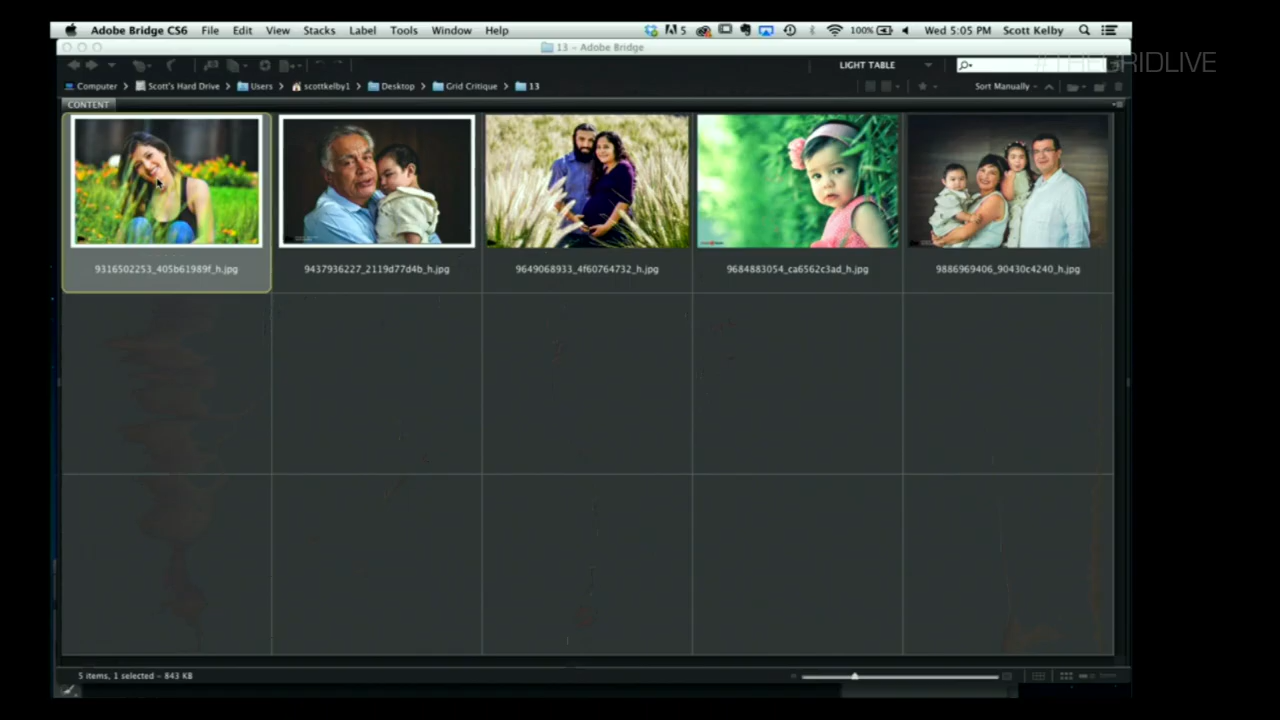 Adobe Bridge CS6 File Edit View Stacks Label Tools Window Help 5 100% Wed 5:05 PM Scott Kelby
13 – Adobe Bridge
LIGHT TABLE #THEGRIDLIVE
Computer Scott's Hard Drive Users scottkelby1 Desktop Grid Critique 13 Sort Manually
CONTENT
9316502253_405b61989f_h.jpg 9437936227_2119d77d4b_h.jpg 9649068933_4f60764732_h.jpg 9684883054_ca6562c3ad_h.jpg 9886969406_90430c4240_h.jpg
5 items, 1 selected – 843 KB